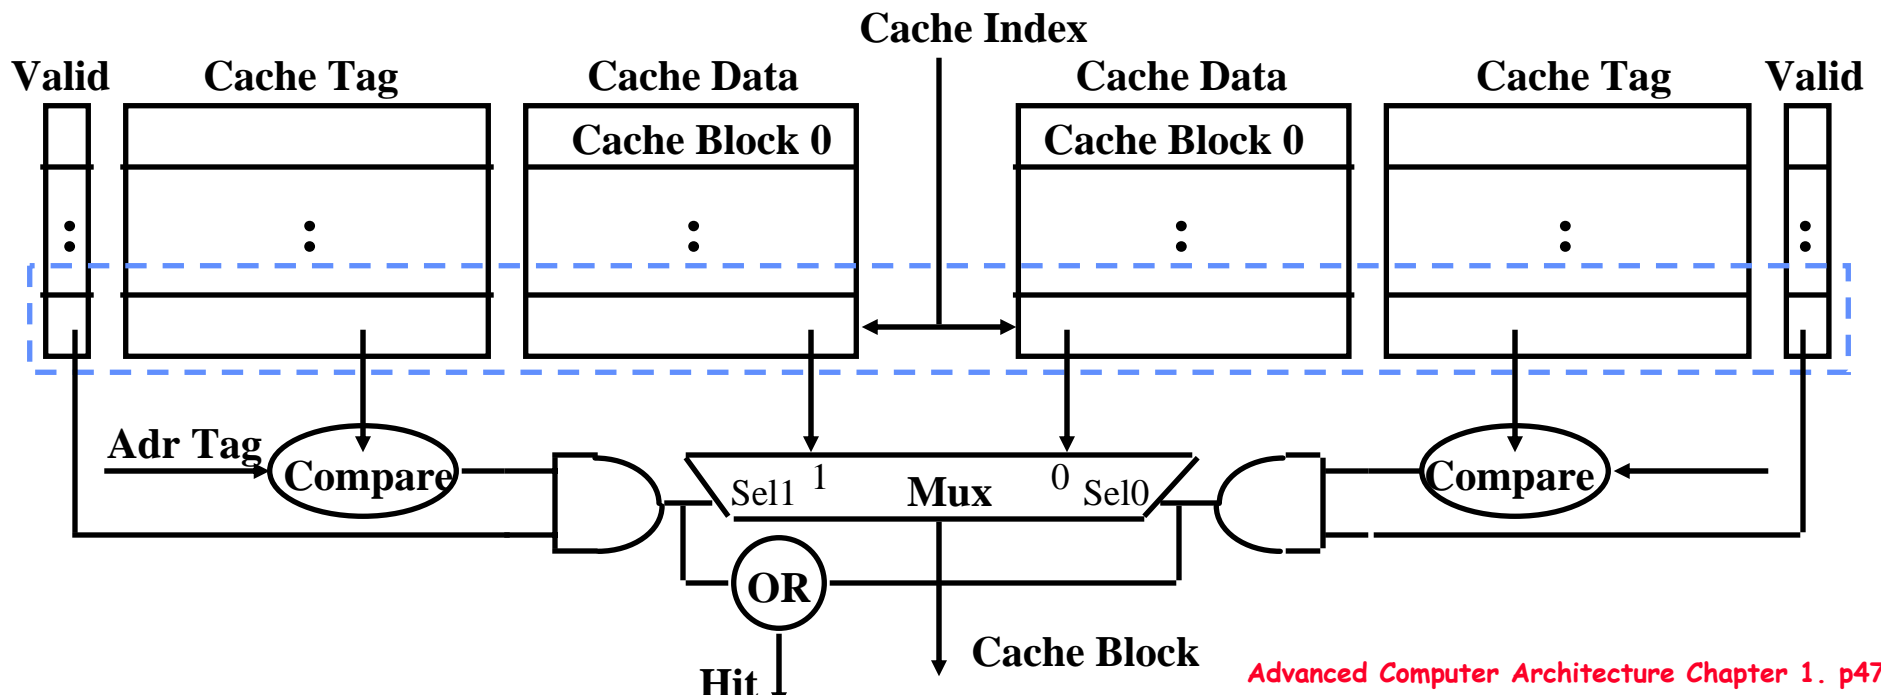 Cache Index
Valid Cache Tag Cache Data Cache Data Cache Tag Valid
Cache Block 0 Cache Block 0
Adr Tag
Compare Sel1 1 Mux 0 Sel0 Compare
OR
Cache Block
Hit
Advanced Computer Architecture Chapter 1. p47